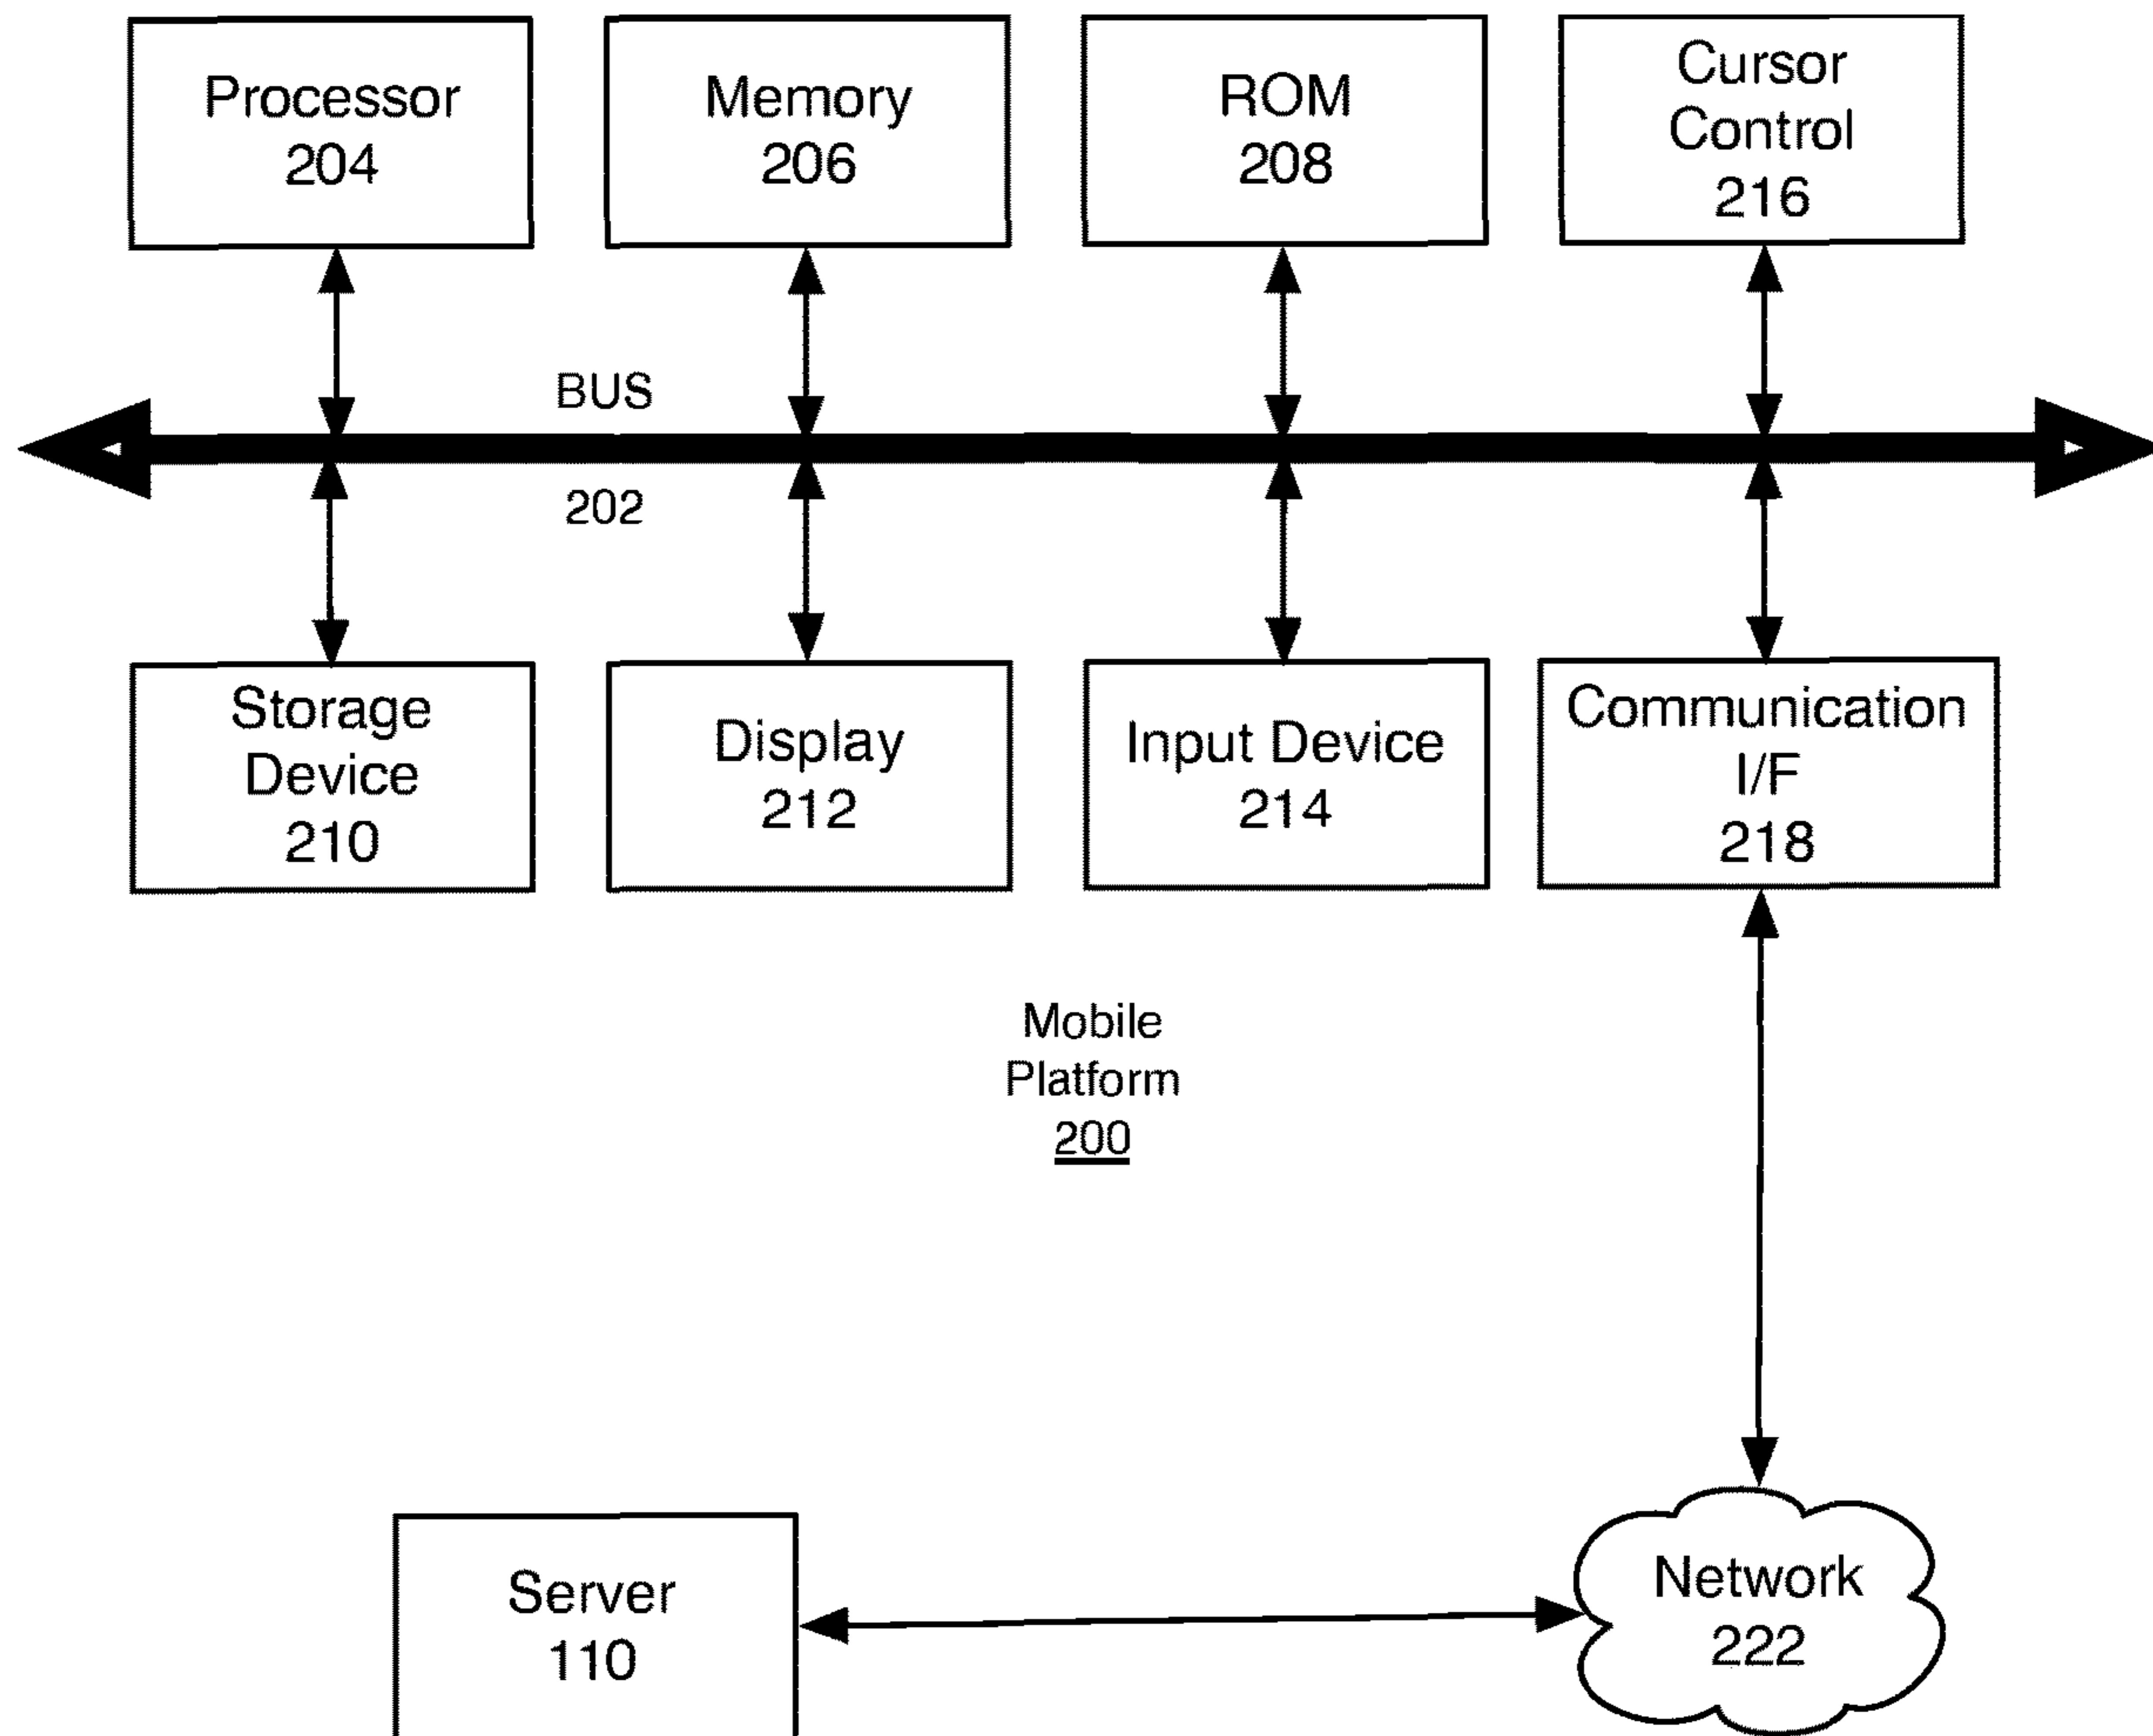 Processor
204
Memory
206
ROM
208
Cursor
Control
216
BUS
202
Storage
Device
210
Display
212
Input Device
214
Communication
I/F
218
Mobile
Platform
200
Server
110
Network
222